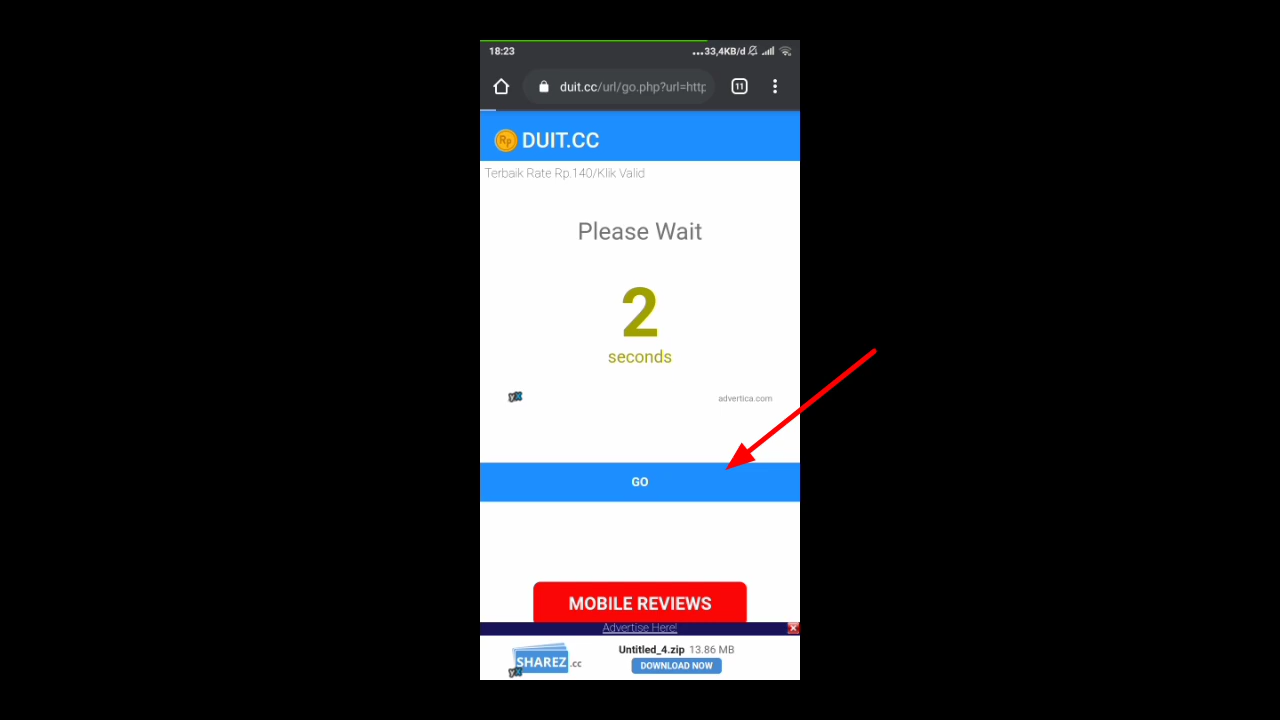 18:23
...33,4KB/d
duit.cc/url/go.php?url=http
11
Rp DUIT.CC
Terbaik Rate Rp.140/Klik Valid
Please Wait
2
seconds
advertica.com
GO
MOBILE REVIEWS
Advertise Here!
SHAREZ.cc
Untitled_4.zip 13.86 MB
DOWNLOAD NOW